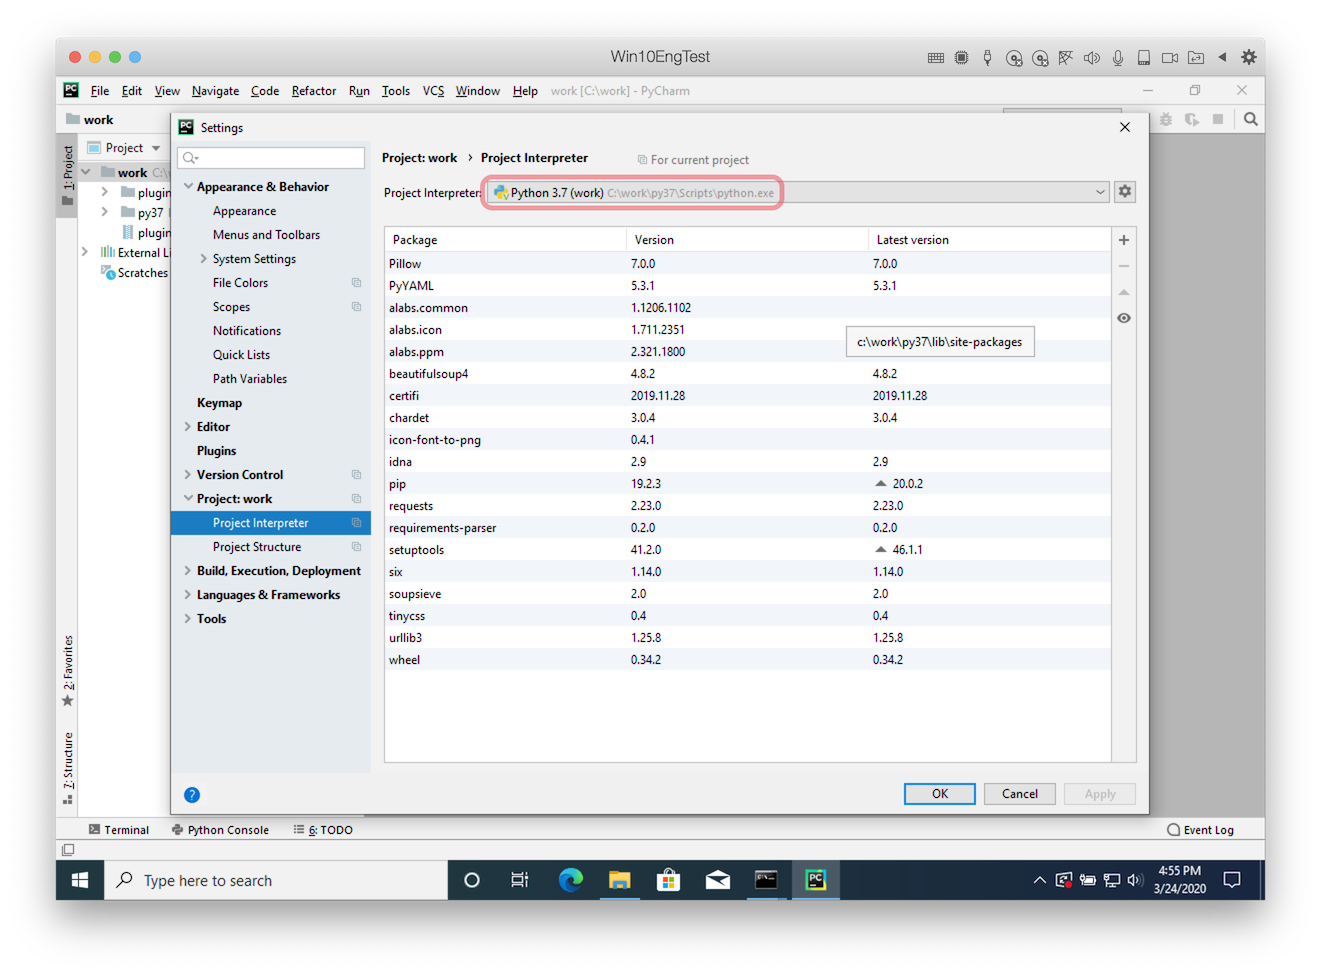 Win10EngTest
File Edit View Navigate Code Refactor Run Tools VCS Window Help work [C:\work] - PyCharm
work
Settings
1: Project
Project
work C:\
plugin
py37
plugin
External Li
Scratches
Appearance & Behavior
Appearance
Menus and Toolbars
System Settings
File Colors
Scopes
Notifications
Quick Lists
Path Variables
Keymap
Editor
Plugins
Version Control
Project: work
Project Interpreter
Project Structure
Build, Execution, Deployment
Languages & Frameworks
Tools
Project: work › Project Interpreter For current project
Project Interpreter: Python 3.7 (work) C:\work\py37\Scripts\python.exe
Package Version Latest version
Pillow 7.0.0 7.0.0
PyYAML 5.3.1 5.3.1
alabs.common 1.1206.1102
alabs.icon 1.711.2351
c:\work\py37\lib\site-packages
alabs.ppm 2.321.1800
beautifulsoup4 4.8.2 4.8.2
certifi 2019.11.28 2019.11.28
chardet 3.0.4 3.0.4
icon-font-to-png 0.4.1
idna 2.9 2.9
pip 19.2.3 20.0.2
requests 2.23.0 2.23.0
requirements-parser 0.2.0 0.2.0
setuptools 41.2.0 46.1.1
six 1.14.0 1.14.0
soupsieve 2.0 2.0
tinycss 0.4 0.4
urllib3 1.25.8 1.25.8
wheel 0.34.2 0.34.2
OK Cancel Apply
2: Favorites
7: Structure
Terminal Python Console 6: TODO Event Log
Type here to search
4:55 PM
3/24/2020